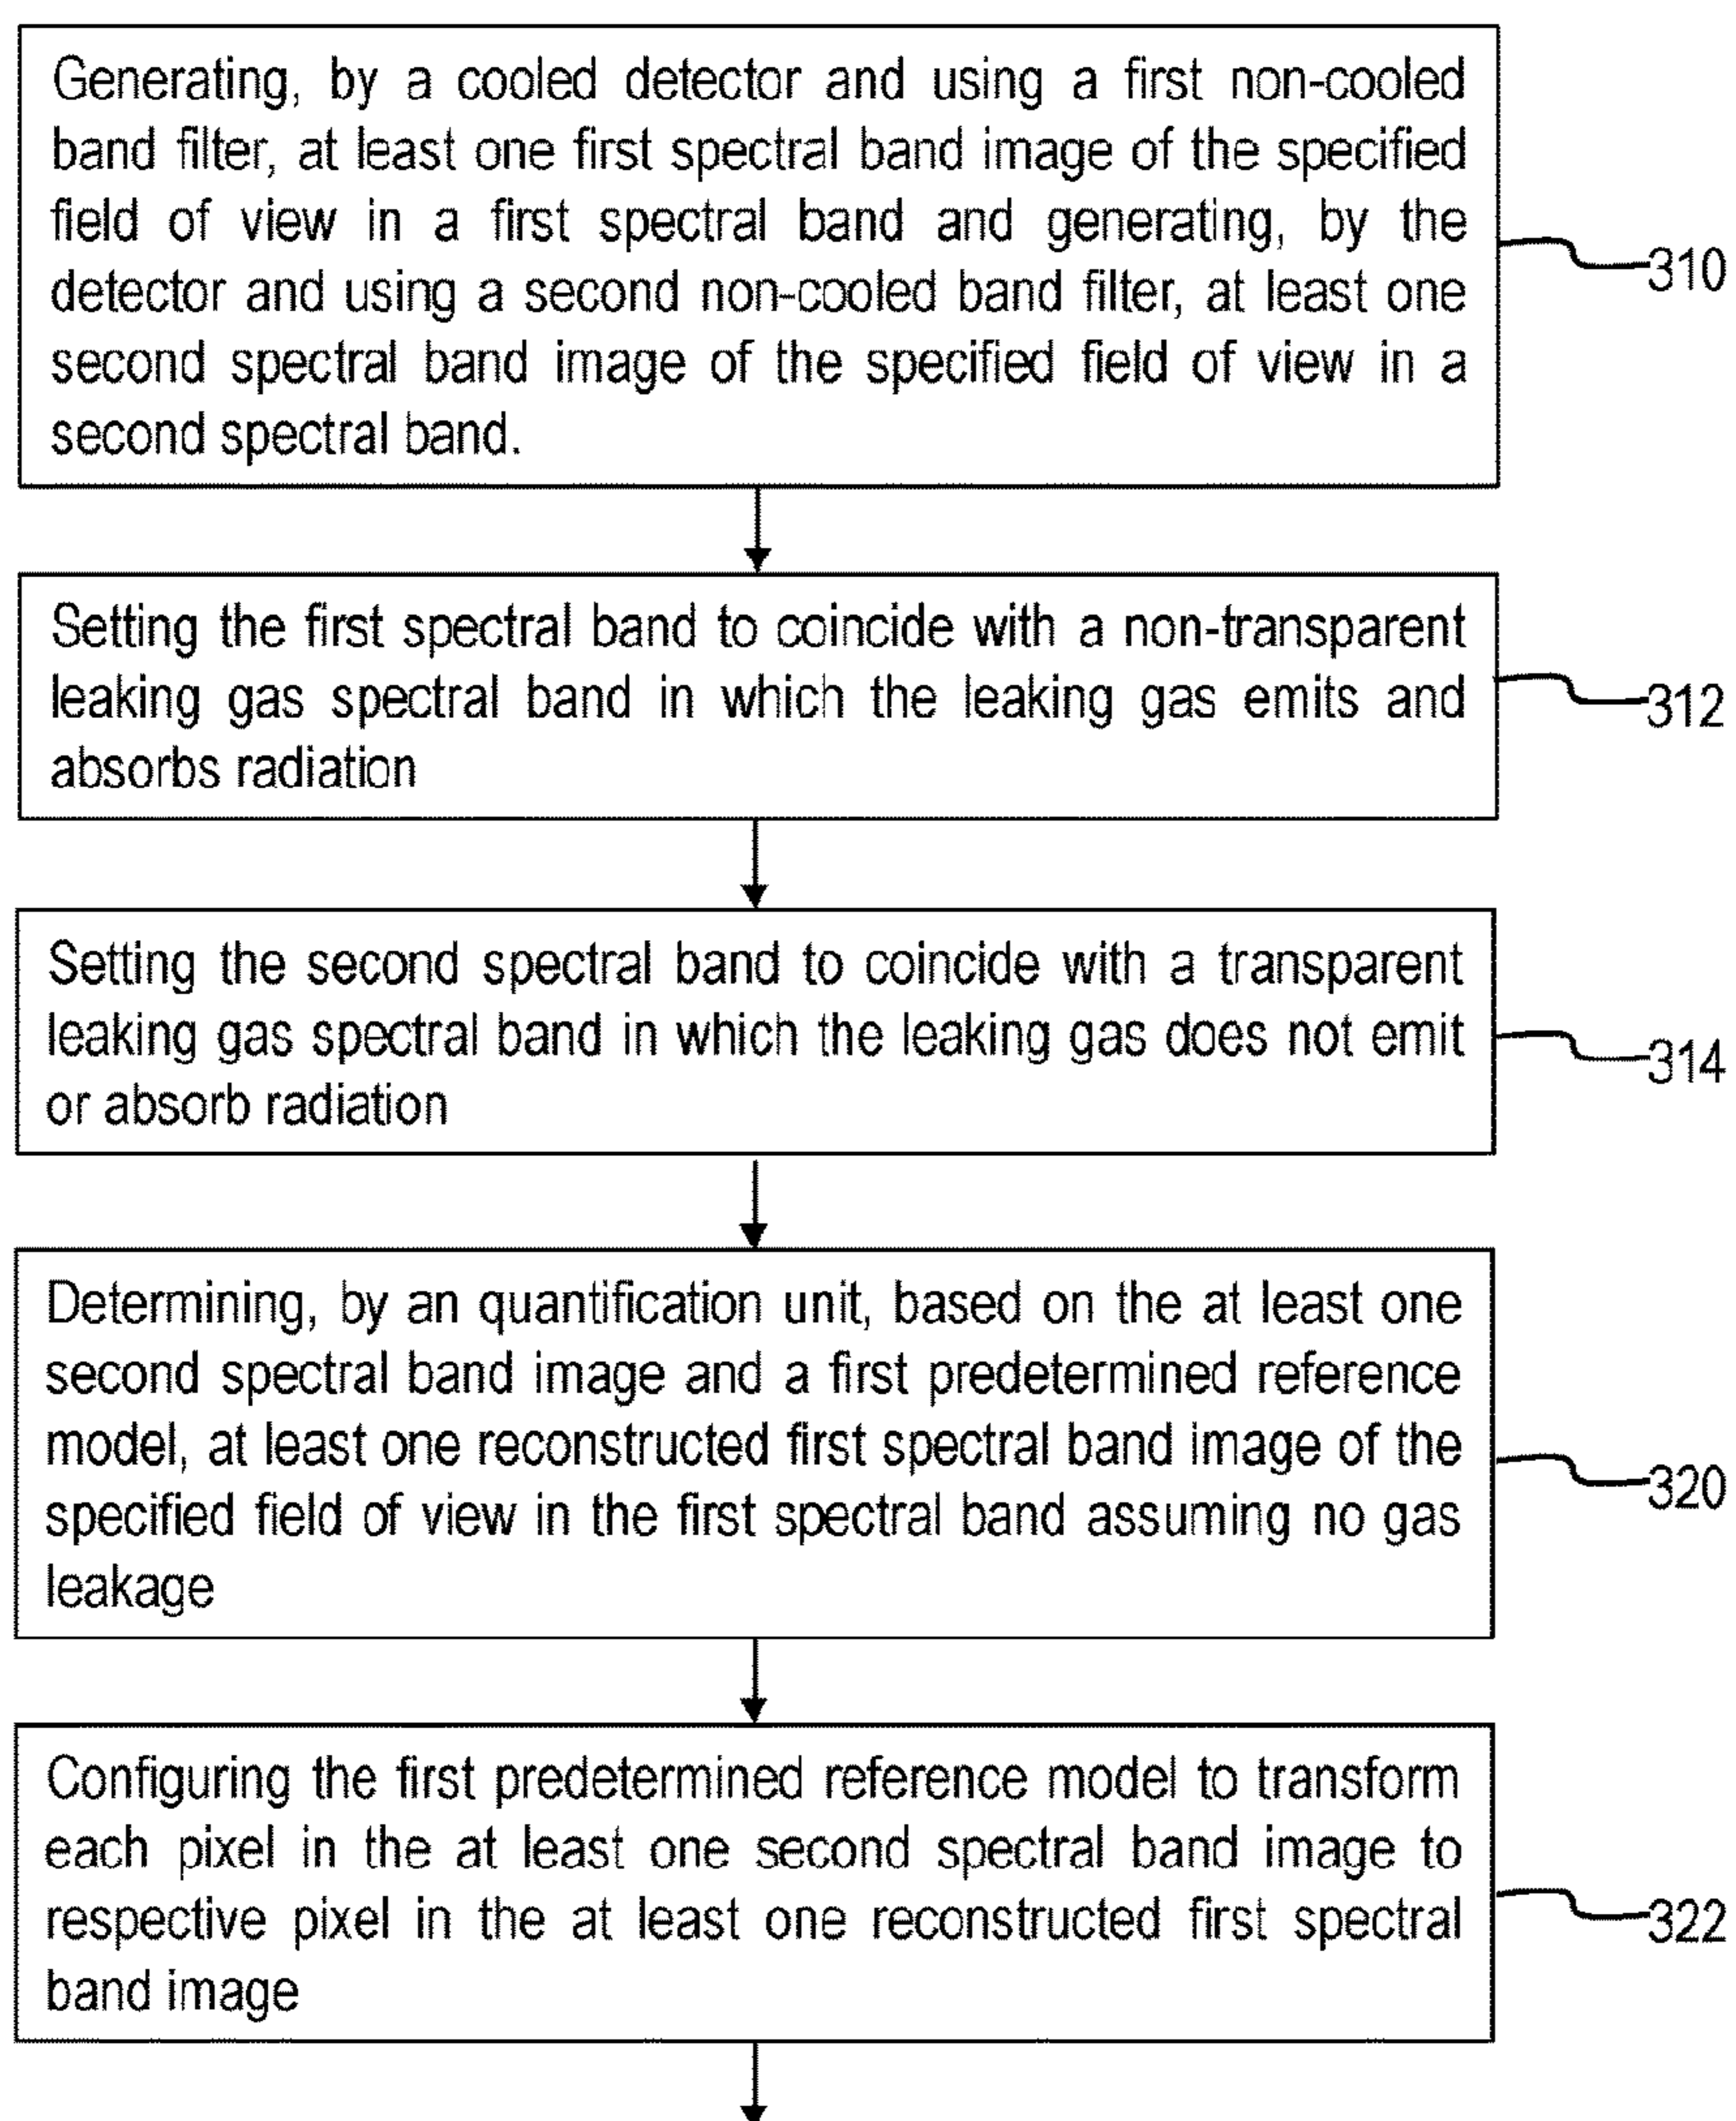 Generating, by a cooled detector and using a first non-cooled
band filter, at least one first spectral band image of the specified
field of view in a first spectral band and generating, by the
detector and using a second non-cooled band filter, at least one
second spectral band image of the specified field of view in a
second spectral band.
310
Setting the first spectral band to coincide with a non-transparent
leaking gas spectral band in which the leaking gas emits and
absorbs radiation
312
Setting the second spectral band to coincide with a transparent
leaking gas spectral band in which the leaking gas does not emit
or absorb radiation
314
Determining, by an quantification unit, based on the at least one
second spectral band image and a first predetermined reference
model, at least one reconstructed first spectral band image of the
specified field of view in the first spectral band assuming no gas
leakage
320
Configuring the first predetermined reference model to transform
each pixel in the at least one second spectral band image to
respective pixel in the at least one reconstructed first spectral
band image
322